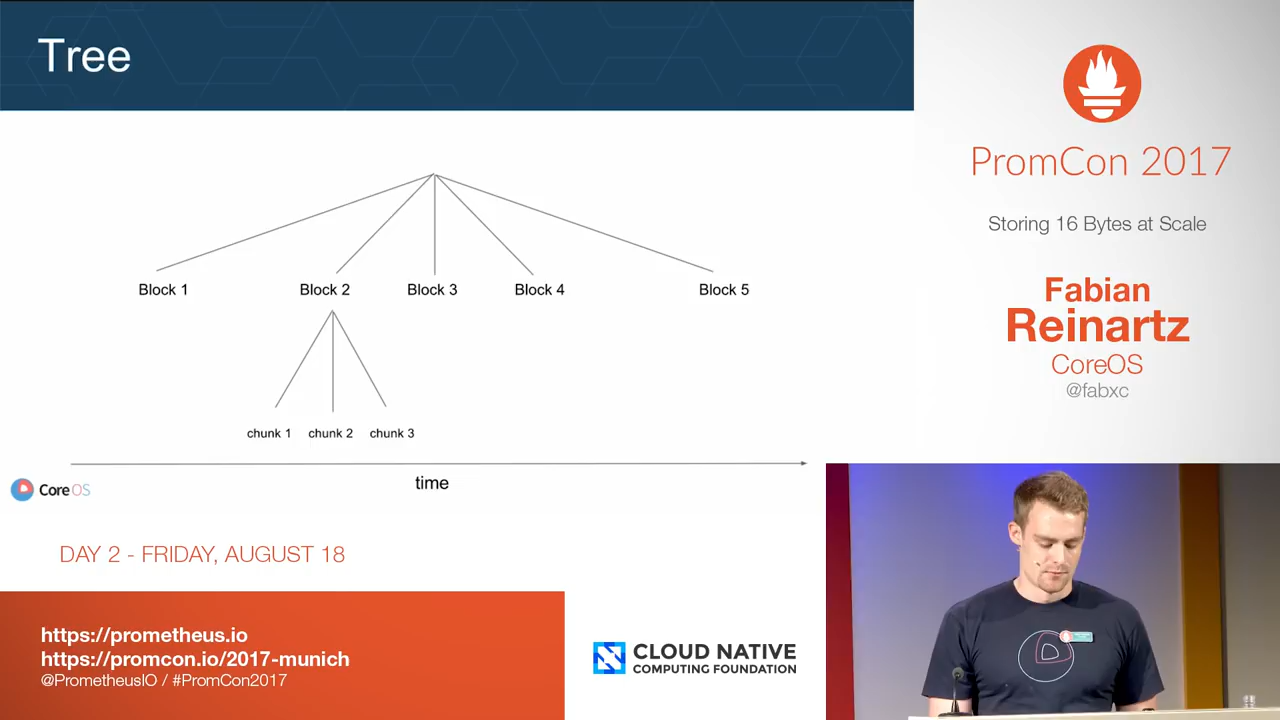 Tree
Block 1
Block 2
Block 3
Block 4
Block 5
chunk 1
chunk 2
chunk 3
time
Core OS
PromCon 2017
Storing 16 Bytes at Scale
Fabian
Reinartz
CoreOS
@fabxc
DAY 2 - FRIDAY, AUGUST 18
https://prometheus.io
https://promcon.io/2017-munich
@PrometheusIO / #PromCon2017
CLOUD NATIVE
COMPUTING FOUNDATION